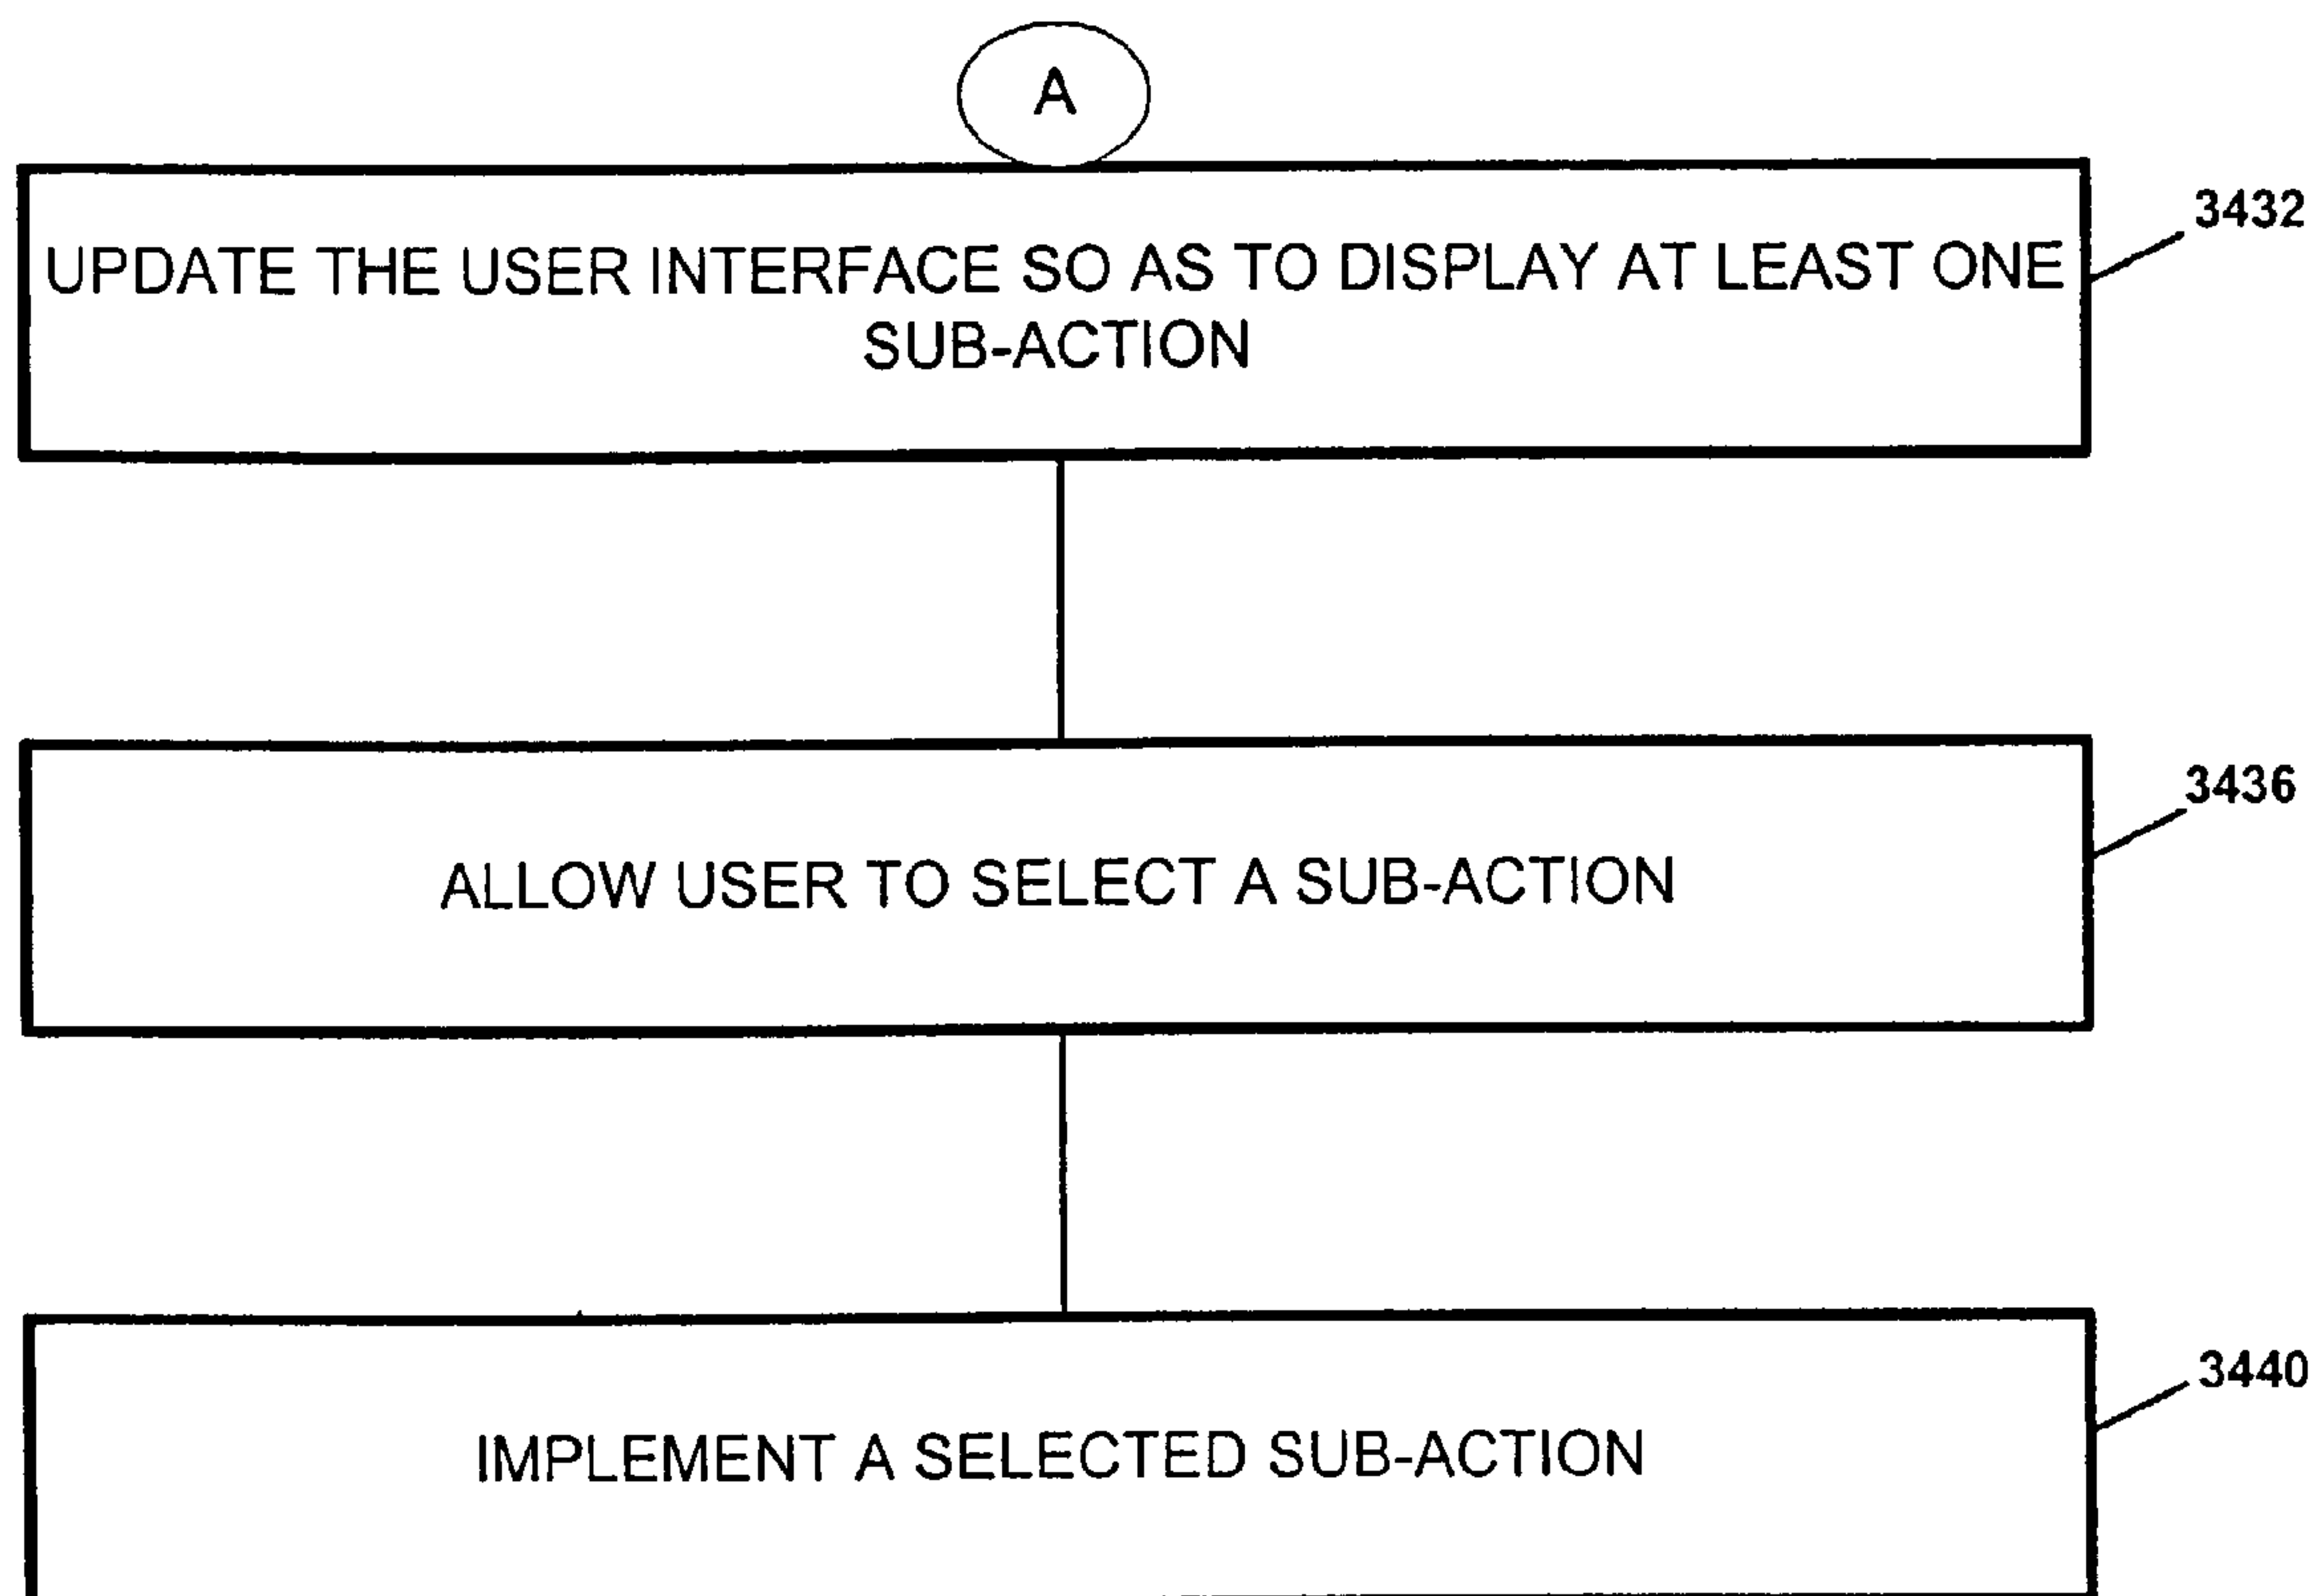 A
3432
UPDATE THE USER INTERFACE SO AS TO DISPLAY AT LEAST ONE
SUB-ACTION
3436
ALLOW USER TO SELECT A SUB-ACTION
3440
IMPLEMENT A SELECTED SUB-ACTION